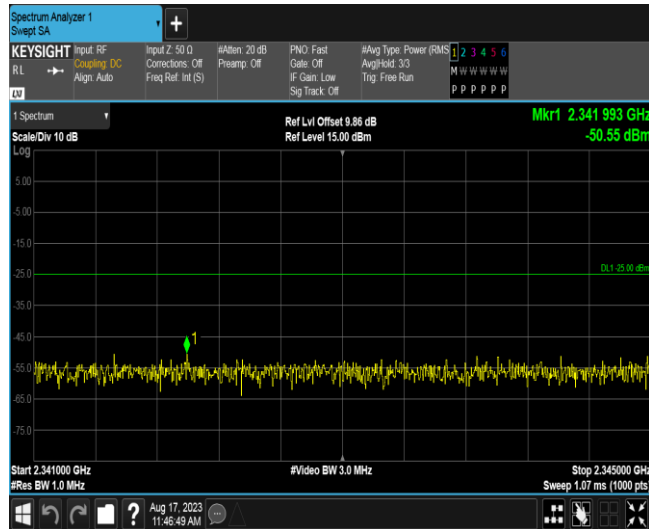 Spectrum Analyzer 1
Swept SA
+
KEYSIGHT
RL
LXI
Input: RF
Coupling: DC
Align: Auto
Input Z: 50 Ω
Corrections: Off
Freq Ref: Int (S)
#Atten: 20 dB
Preamp: Off
PNO: Fast
Gate: Off
IF Gain: Low
Sig Track: Off
#Avg Type: Power (RMS
Avg|Hold: 3/3
Trig: Free Run
1 2 3 4 5 6
M W W W W W
P P P P P P
1 Spectrum
Scale/Div 10 dB
Log
Ref Lvl Offset 9.86 dB
Ref Level 15.00 dBm
Mkr1 2.341 993 GHz
-50.55 dBm
5.00
-5.00
-15.0
-25.0
DL1 -25.00 dBm
-35.0
-45.0
1
-55.0
-65.0
-75.0
Start 2.341000 GHz
#Res BW 1.0 MHz
#Video BW 3.0 MHz
Stop 2.345000 GHz
Sweep 1.07 ms (1000 pts)
?
Aug 17, 2023
11:46:49 AM